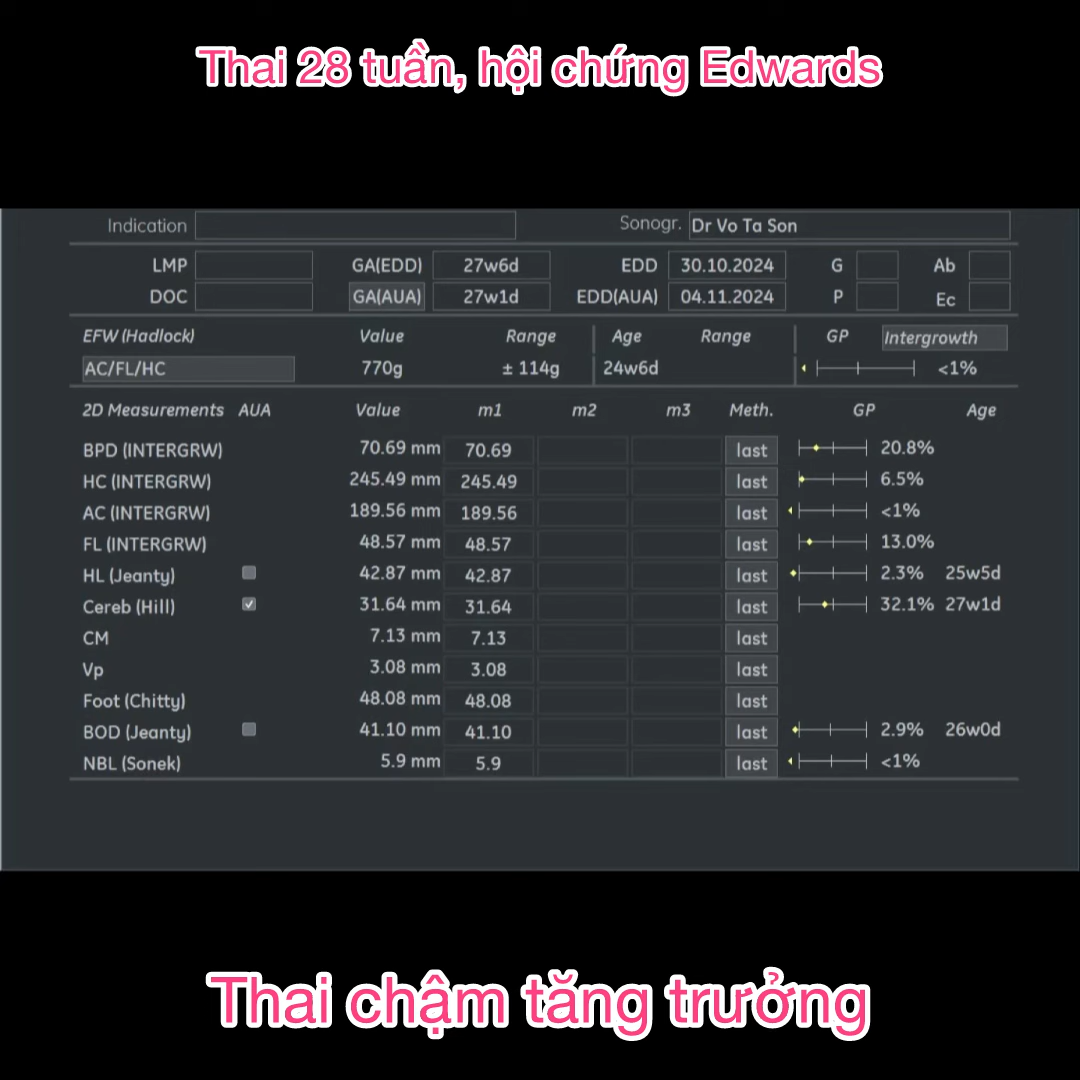 Thai 28 tuần, hội chứng Edwards
Indication Sonogr. Dr Vo Ta Son
LMP GA(EDD) 27w6d EDD 30.10.2024 G Ab
DOC GA(AUA) 27w1d EDD(AUA) 04.11.2024 P Ec
EFW (Hadlock) Value Range Age Range GP Intergrowth
AC/FL/HC 770g ± 114g 24w6d <1%
2D Measurements AUA Value m1 m2 m3 Meth. GP Age
BPD (INTERGRW) 70.69 mm 70.69 last 20.8%
HC (INTERGRW) 245.49 mm 245.49 last 6.5%
AC (INTERGRW) 189.56 mm 189.56 last <1%
FL (INTERGRW) 48.57 mm 48.57 last 13.0%
HL (Jeanty) 42.87 mm 42.87 last 2.3% 25w5d
Cereb (Hill) 31.64 mm 31.64 last 32.1% 27w1d
CM 7.13 mm 7.13 last
Vp 3.08 mm 3.08 last
Foot (Chitty) 48.08 mm 48.08 last
BOD (Jeanty) 41.10 mm 41.10 last 2.9% 26w0d
NBL (Sonek) 5.9 mm 5.9 last <1%
Thai chậm tăng trưởng